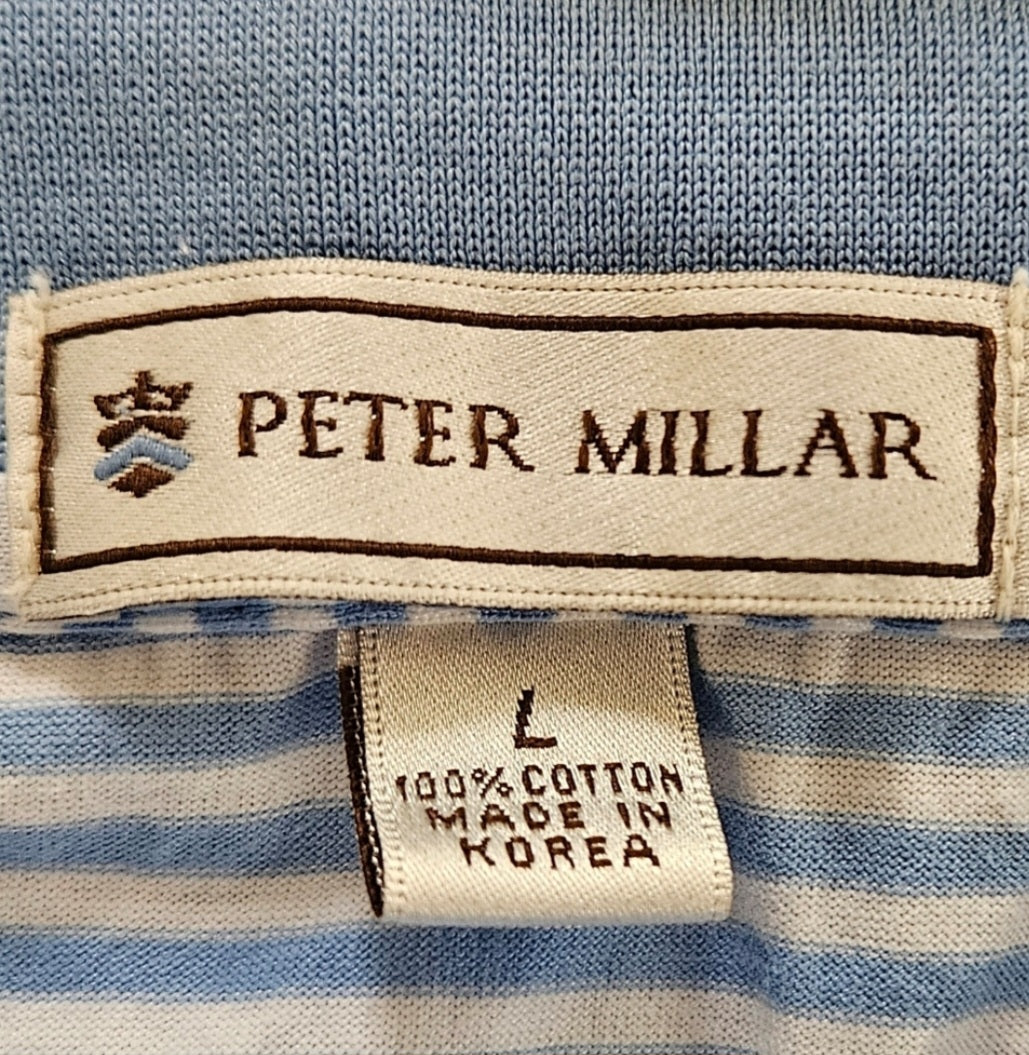 PETER MILLAR
L
100% COTTON
MADE IN
KOREA